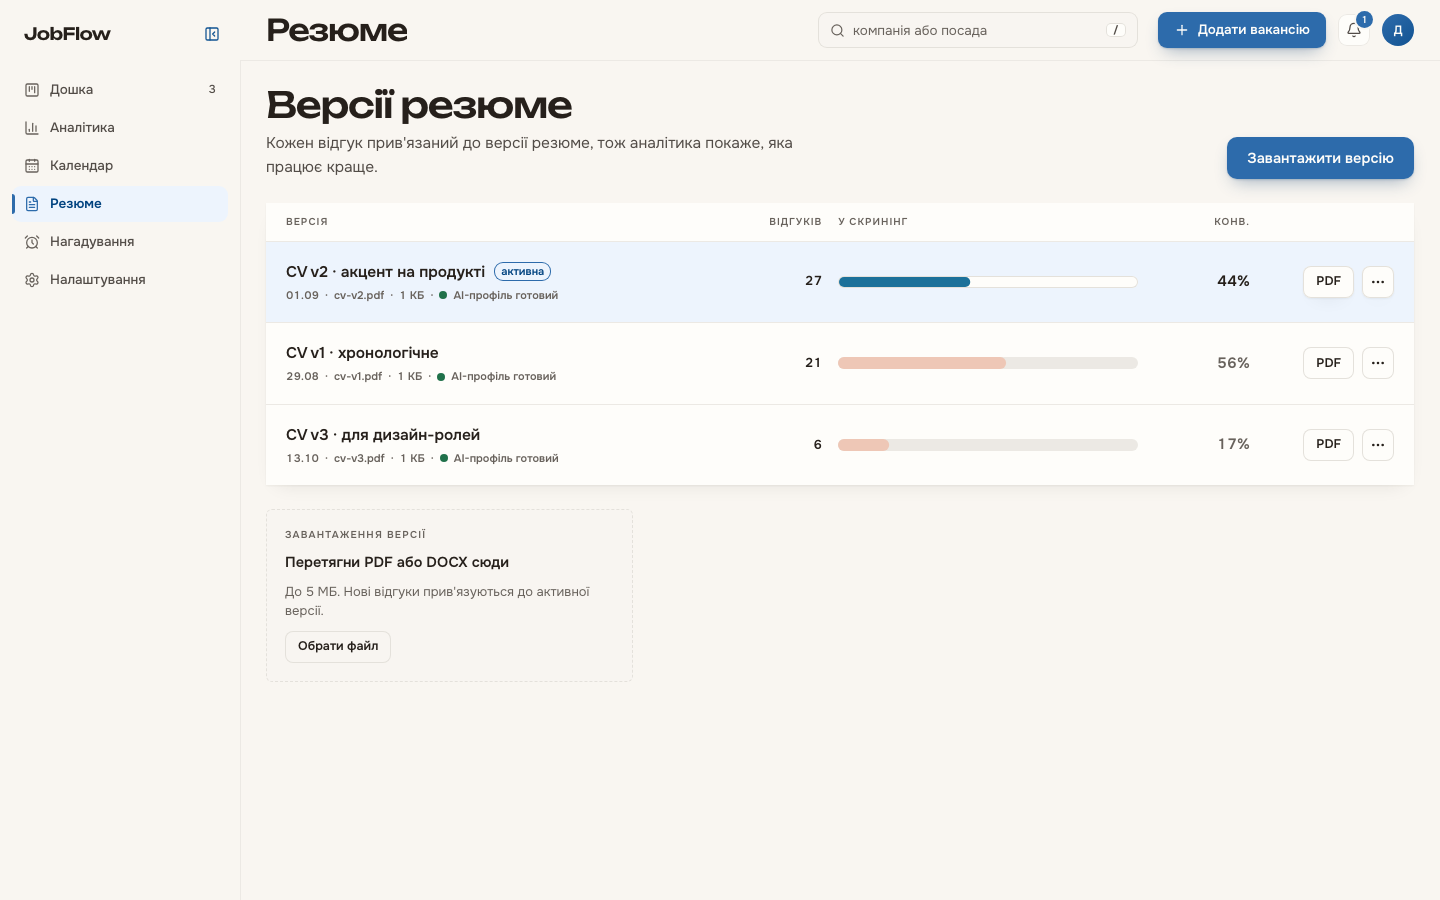 JobFlow
Резюме
компанія або посада
/
Додати вакансію
1
Д
Дошка
3
Аналітика
Календар
Резюме
Нагадування
Налаштування
Версії резюме
Кожен відгук прив'язаний до версії резюме, тож аналітика покаже, яка
працює краще.
Завантажити версію
ВЕРСІЯ
ВІДГУКІВ
У СКРИНІНГ
КОНВ.
CV v2 · акцент на продукті
активна
01.09 · cv-v2.pdf · 1 КБ · AI-профіль готовий
27
44%
PDF
CV v1 · хронологічне
29.08 · cv-v1.pdf · 1 КБ · AI-профіль готовий
21
56%
PDF
CV v3 · для дизайн-ролей
13.10 · cv-v3.pdf · 1 КБ · AI-профіль готовий
6
17%
PDF
ЗАВАНТАЖЕННЯ ВЕРСІЇ
Перетягни PDF або DOCX сюди
До 5 МБ. Нові відгуки прив'язуються до активної
версії.
Обрати файл